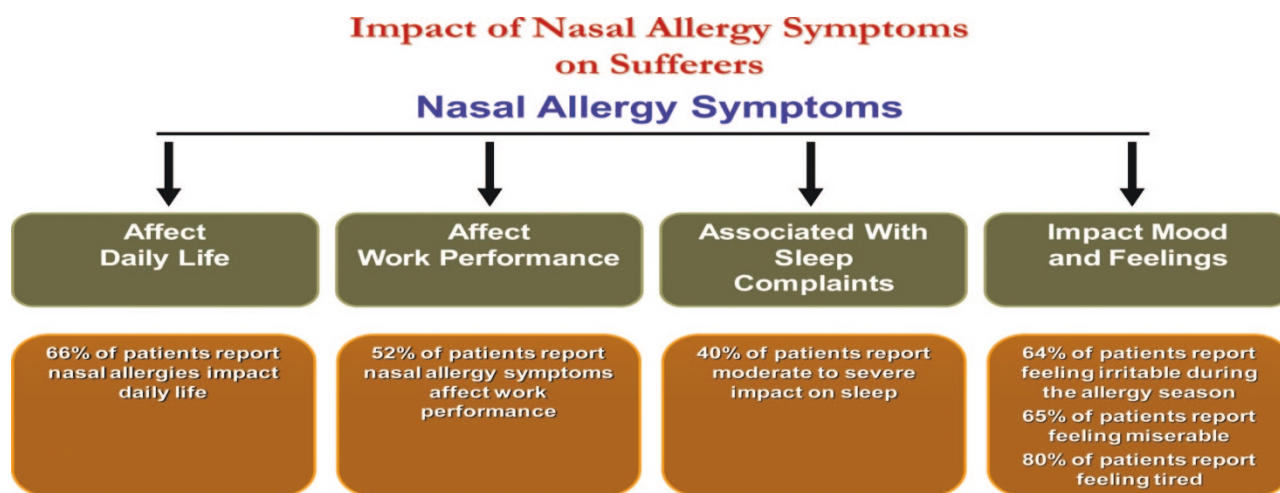 Impact of Nasal Allergy Symptoms
on Sufferers
Nasal Allergy Symptoms
Affect
Daily Life
Affect
Work Performance
Associated With
Sleep
Complaints
Impact Mood
and Feelings
66% of patients report
nasal allergies impact
daily life
52% of patients report
nasal allergy symptoms
affect work
performance
40% of patients report
moderate to severe
impact on sleep
64% of patients report
feeling irritable during
the allergy season
65% of patients report
feeling miserable
80% of patients report
feeling tired